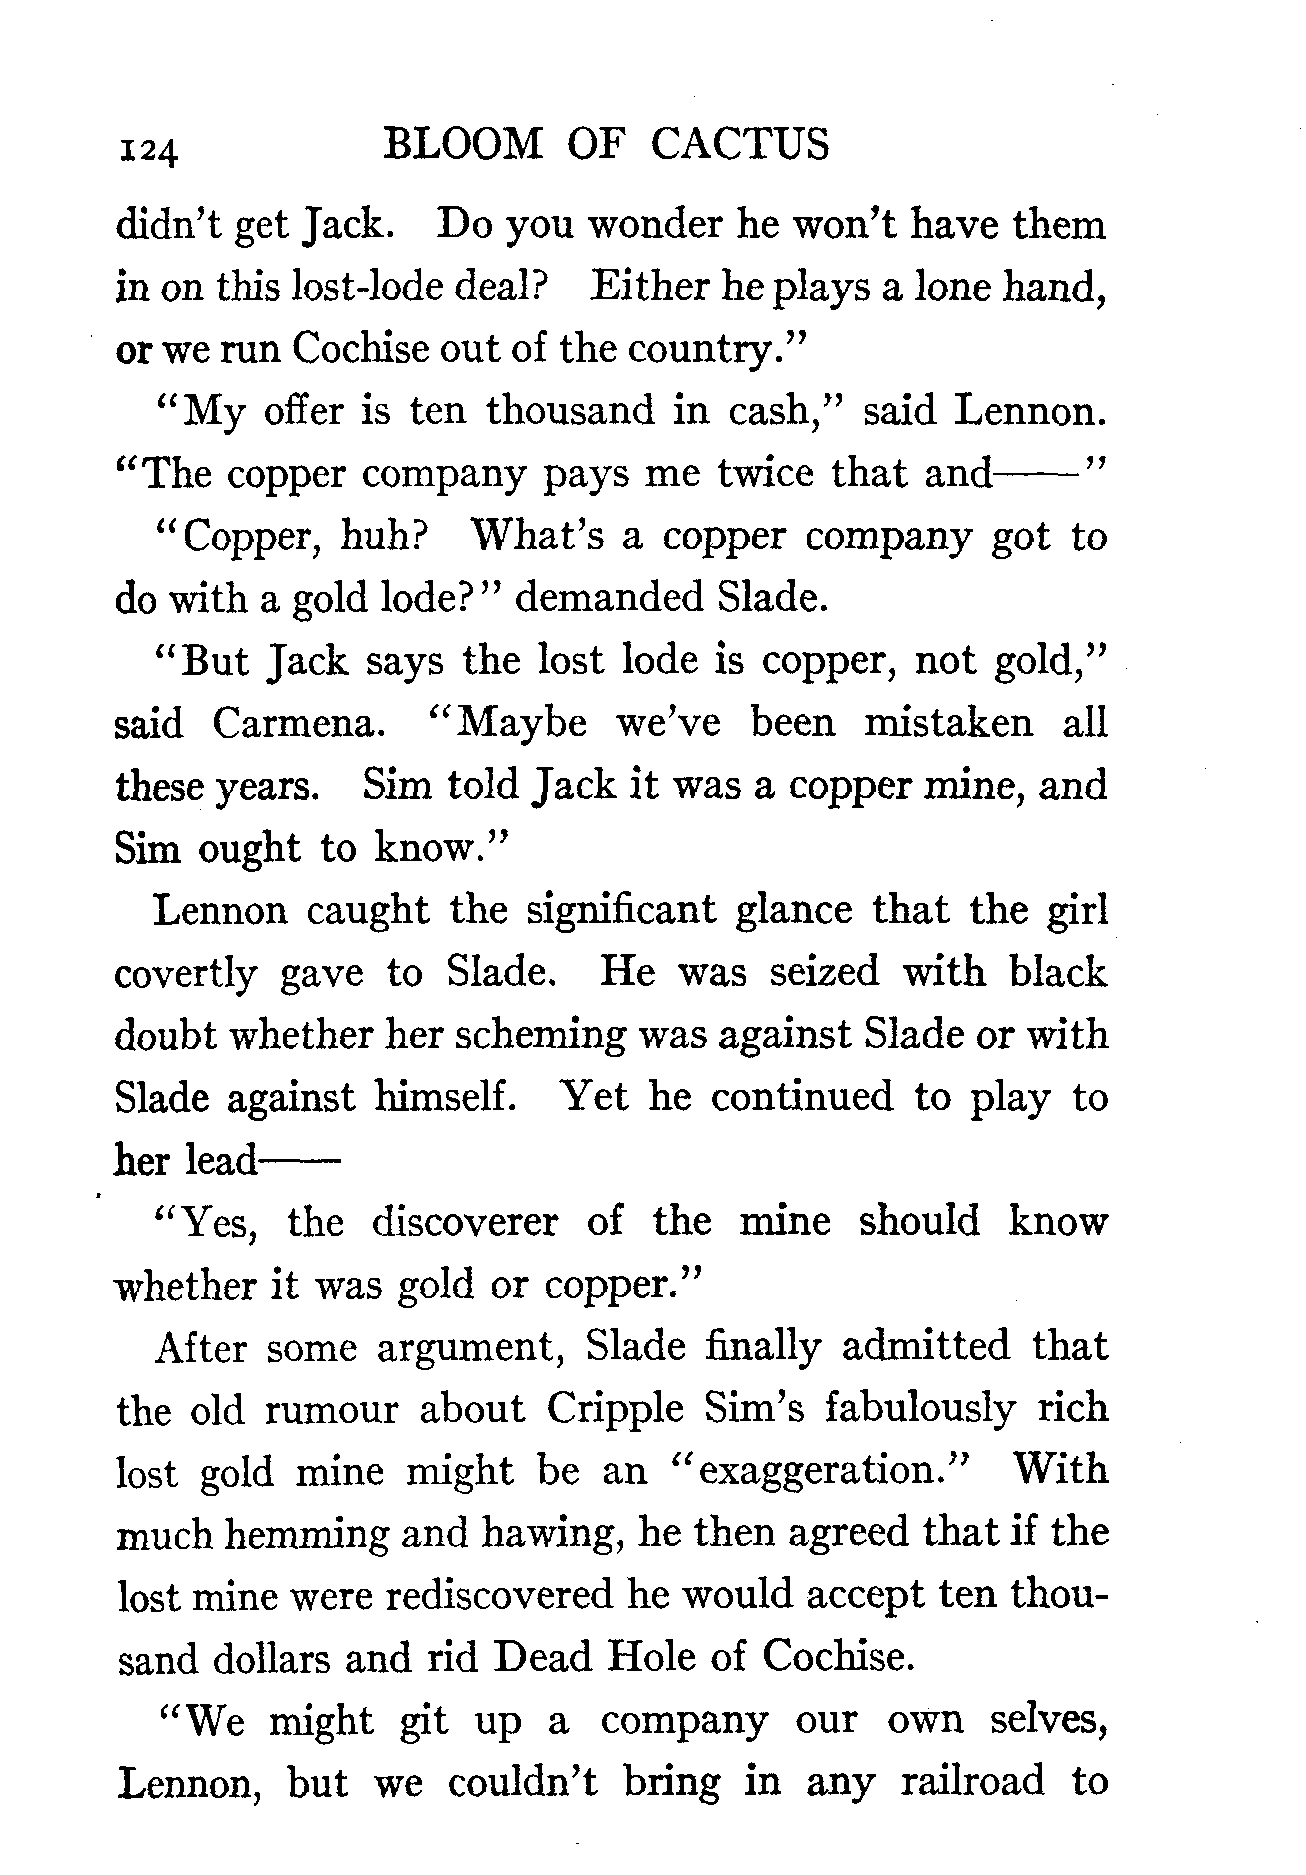 124 BLOOM OF CACTUS
didn't get Jack. Do you wonder he won't have them
in on this lost-lode deal? Either he plays a lone hand,
or we run Cochise out of the country."
"My offer is ten thousand in cash," said Lennon.
"The copper company pays me twice that and——"
"Copper, huh? What's a copper company got to
do with a gold lode?" demanded Slade.
"But Jack says the lost lode is copper, not gold,"
said Carmena. "Maybe we've been mistaken all
these years. Sim told Jack it was a copper mine, and
Sim ought to know."
Lennon caught the significant glance that the girl
covertly gave to Slade. He was seized with black
doubt whether her scheming was against Slade or with
Slade against himself. Yet he continued to play to
her lead——
"Yes, the discoverer of the mine should know
whether it was gold or copper."
After some argument, Slade finally admitted that
the old rumour about Cripple Sim's fabulously rich
lost gold mine might be an "exaggeration." With
much hemming and hawing, he then agreed that if the
lost mine were rediscovered he would accept ten thou-
sand dollars and rid Dead Hole of Cochise.
"We might git up a company our own selves,
Lennon, but we couldn't bring in any railroad to